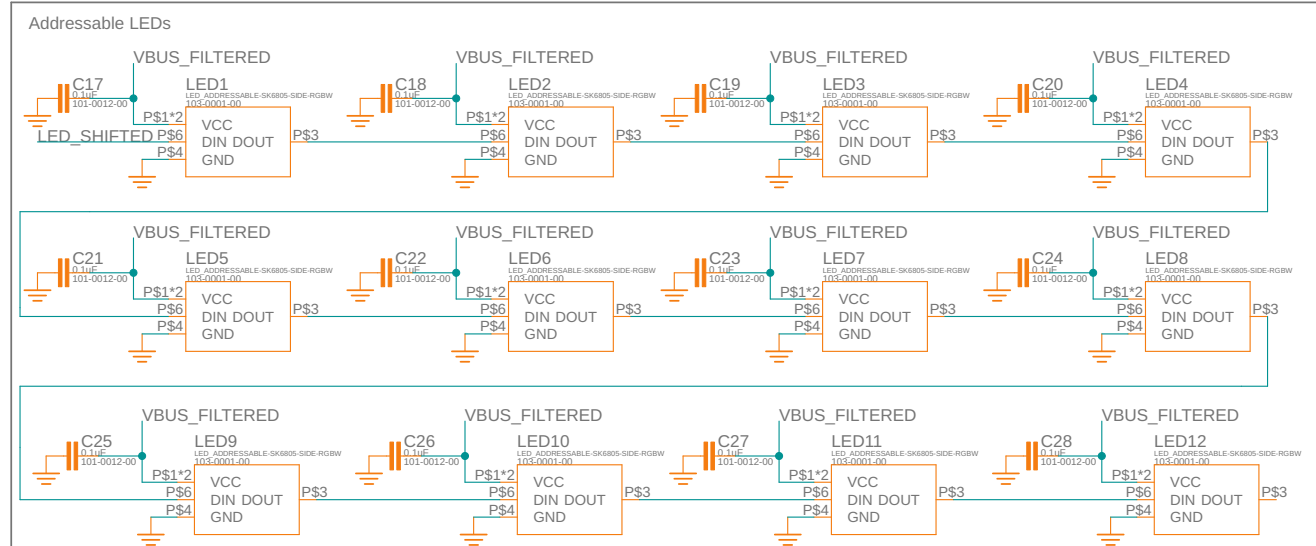 Addressable LEDs
VBUS_FILTERED VBUS_FILTERED VBUS_FILTERED VBUS_FILTERED
C17 LED1 C18 LED2 C19 LED3 C20 LED4
0.1uF LED_ADDRESSABLE-SK6805-SIDE-RGBW 0.1uF LED_ADDRESSABLE-SK6805-SIDE-RGBW 0.1uF LED_ADDRESSABLE-SK6805-SIDE-RGBW 0.1uF LED_ADDRESSABLE-SK6805-SIDE-RGBW
101-0012-00 103-0001-00 101-0012-00 103-0001-00 101-0012-00 103-0001-00 101-0012-00 103-0001-00
P$1*2 VCC P$1*2 VCC P$1*2 VCC P$1*2 VCC
LED_SHIFTED P$6 DIN DOUT P$3 P$6 DIN DOUT P$3 P$6 DIN DOUT P$3 P$6 DIN DOUT P$3
P$4 GND P$4 GND P$4 GND P$4 GND
VBUS_FILTERED VBUS_FILTERED VBUS_FILTERED VBUS_FILTERED
C21 LED5 C22 LED6 C23 LED7 C24 LED8
0.1uF LED_ADDRESSABLE-SK6805-SIDE-RGBW 0.1uF LED_ADDRESSABLE-SK6805-SIDE-RGBW 0.1uF LED_ADDRESSABLE-SK6805-SIDE-RGBW 0.1uF LED_ADDRESSABLE-SK6805-SIDE-RGBW
101-0012-00 103-0001-00 101-0012-00 103-0001-00 101-0012-00 103-0001-00 101-0012-00 103-0001-00
P$1*2 VCC P$1*2 VCC P$1*2 VCC P$1*2 VCC
P$6 DIN DOUT P$3 P$6 DIN DOUT P$3 P$6 DIN DOUT P$3 P$6 DIN DOUT P$3
P$4 GND P$4 GND P$4 GND P$4 GND
VBUS_FILTERED VBUS_FILTERED VBUS_FILTERED VBUS_FILTERED
C25 LED9 C26 LED10 C27 LED11 C28 LED12
0.1uF LED_ADDRESSABLE-SK6805-SIDE-RGBW 0.1uF LED_ADDRESSABLE-SK6805-SIDE-RGBW 0.1uF LED_ADDRESSABLE-SK6805-SIDE-RGBW 0.1uF LED_ADDRESSABLE-SK6805-SIDE-RGBW
101-0012-00 103-0001-00 101-0012-00 103-0001-00 101-0012-00 103-0001-00 101-0012-00 103-0001-00
P$1*2 VCC P$1*2 VCC P$1*2 VCC P$1*2 VCC
P$6 DIN DOUT P$3 P$6 DIN DOUT P$3 P$6 DIN DOUT P$3 P$6 DIN DOUT P$3
P$4 GND P$4 GND P$4 GND P$4 GND